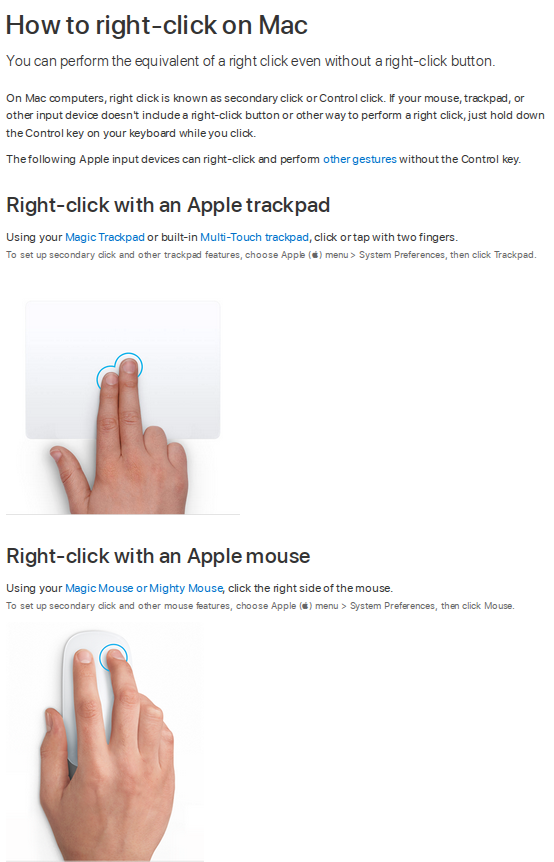 How to right-click on Mac
You can perform the equivalent of a right click even without a right-click button.
On Mac computers, right click is known as secondary click or Control click. If your mouse, trackpad, or
other input device doesn't include a right-click button or other way to perform a right click, just hold down
the Control key on your keyboard while you click.
The following Apple input devices can right-click and perform other gestures without the Control key.
Right-click with an Apple trackpad
Using your Magic Trackpad or built-in Multi-Touch trackpad, click or tap with two fingers.
To set up secondary click and other trackpad features, choose Apple () menu > System Preferences, then click Trackpad.
Right-click with an Apple mouse
Using your Magic Mouse or Mighty Mouse, click the right side of the mouse.
To set up secondary click and other mouse features, choose Apple () menu > System Preferences, then click Mouse.